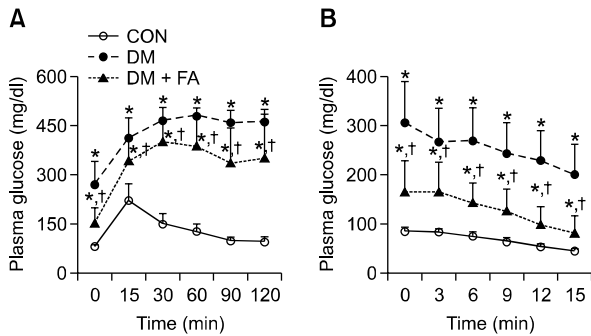 A
CON
DM
DM + FA
Plasma glucose (mg/dl)
600
450
300
150
0
* * * * * *
*,† *,† *,† *,† *,† *,†
0 15 30 60 90 120
Time (min)
B
Plasma glucose (mg/dl)
400
300
200
100
0
* * * * * *
*,† *,† *,† *,† *,† *,†
0 3 6 9 12 15
Time (min)